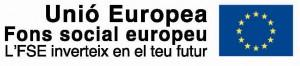 Unió Europea
Fons social europeu
L'FSE inverteix en el teu futur